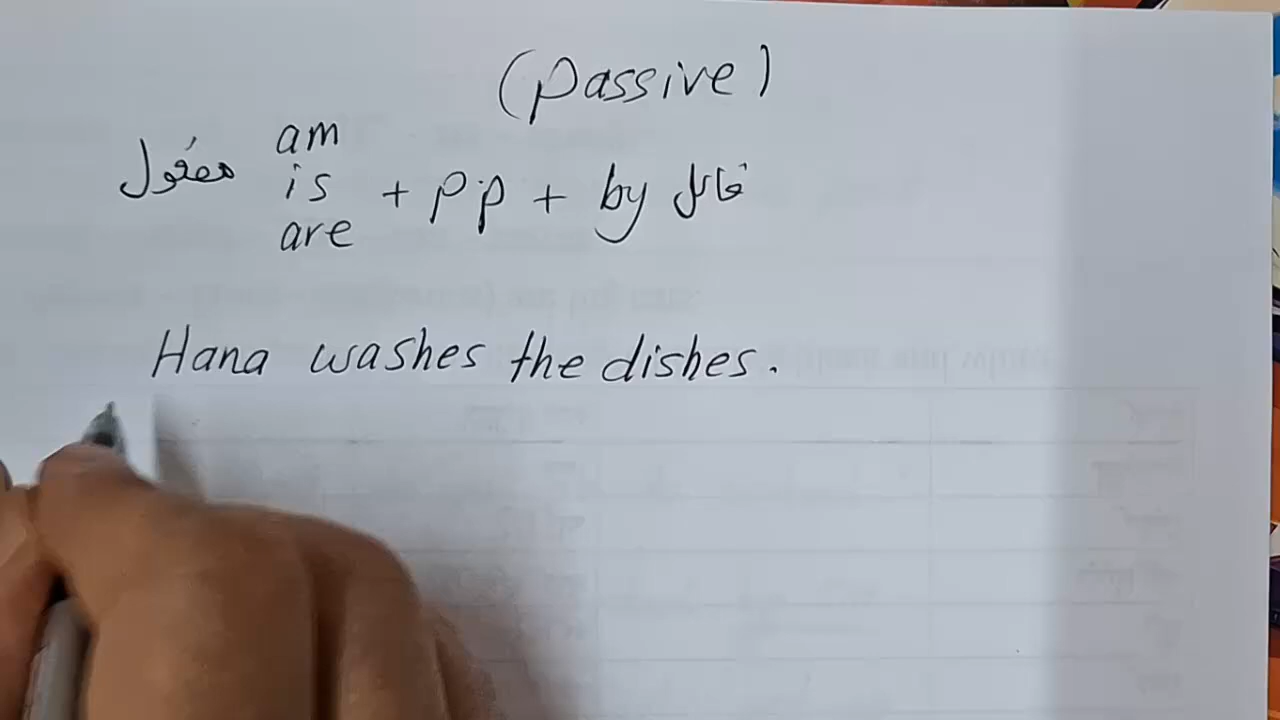 (passive)
مفعول am is are + p.p + by فاعل
Hana washes the dishes.